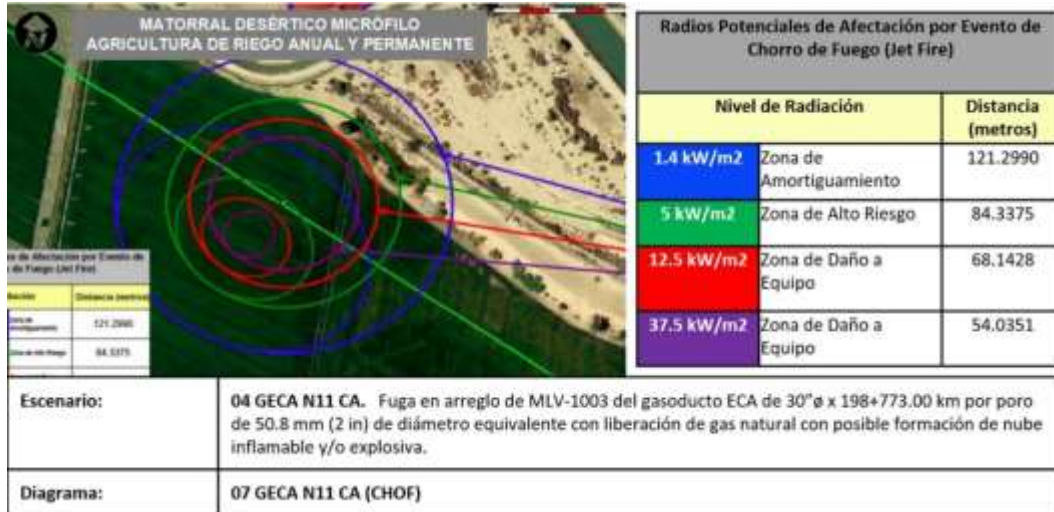 MATORRAL DESÉRTICO MICRÓFILO
AGRICULTURA DE RIEGO ANUAL Y PERMANENTE
Distancia (metros)
121.2990
84.3375
Radios Potenciales de Afectación por Evento de
Chorro de Fuego (Jet Fire)
Nivel de Radiación
Distancia
(metros)
1.4 kW/m2 Zona de
Amortiguamiento
121.2990
5 kW/m2 Zona de Alto Riesgo 84.3375
12.5 kW/m2 Zona de Daño a
Equipo
68.1428
37.5 kW/m2 Zona de Daño a
Equipo
54.0351
Escenario:
04 GECA N11 CA. Fuga en arreglo de MLV-1003 del gasoducto ECA de 30"ø x 198+773.00 km por poro
de 50.8 mm (2 in) de diámetro equivalente con liberación de gas natural con posible formación de nube
inflamable y/o explosiva.
Diagrama:
07 GECA N11 CA (CHOF)